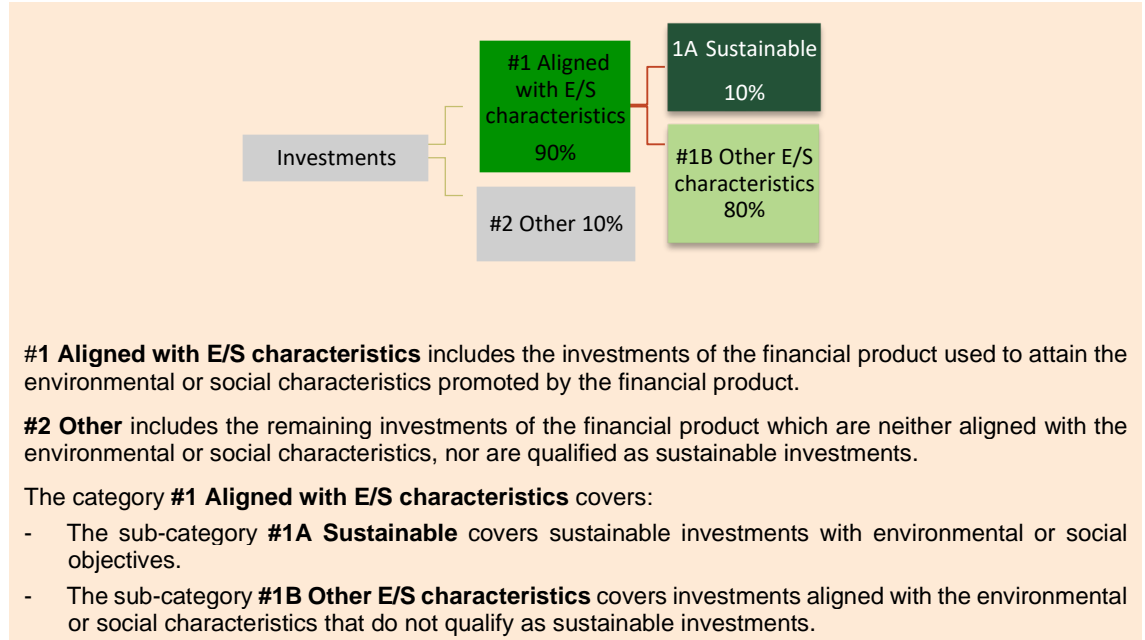 1A Sustainable
10%
#1 Aligned
with E/S
characteristics
90%
Investments
#1B Other E/S
characteristics
80%
#2 Other 10%
#1 Aligned with E/S characteristics includes the investments of the financial product used to attain the
environmental or social characteristics promoted by the financial product.
#2 Other includes the remaining investments of the financial product which are neither aligned with the
environmental or social characteristics, nor are qualified as sustainable investments.
The category #1 Aligned with E/S characteristics covers:
- The sub-category #1A Sustainable covers sustainable investments with environmental or social
objectives.
- The sub-category #1B Other E/S characteristics covers investments aligned with the environmental
or social characteristics that do not qualify as sustainable investments.